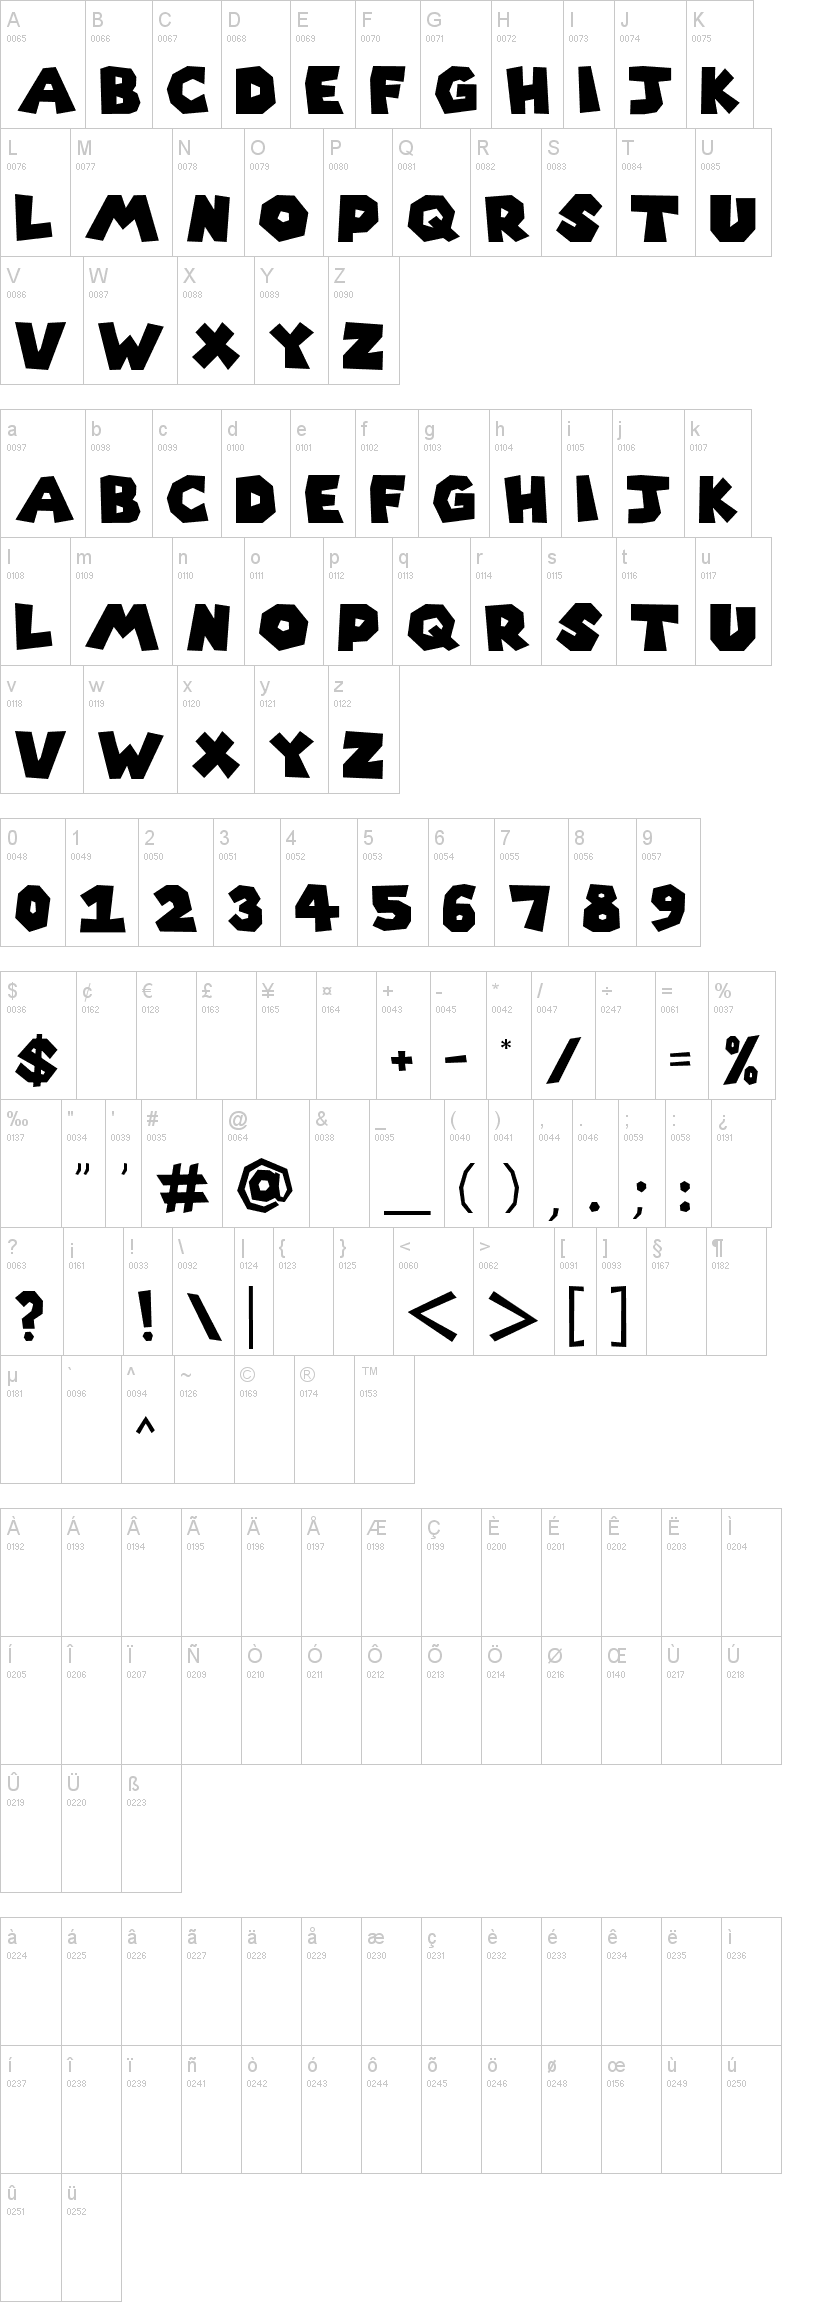 A B C D E F G H I J K
0065 0066 0067 0068 0069 0070 0071 0072 0073 0074 0075
A B C D E F G H I J K
L M N O P Q R S T U
0076 0077 0078 0079 0080 0081 0082 0083 0084 0085
L M N O P Q R S T U
V W X Y Z
0086 0087 0088 0089 0090
V W X Y Z
a b c d e f g h i j k
0097 0098 0099 0100 0101 0102 0103 0104 0105 0106 0107
A B C D E F G H I J K
l m n o p q r s t u
0108 0109 0110 0111 0112 0113 0114 0115 0116 0117
L M N O P Q R S T U
v w x y z
0118 0119 0120 0121 0122
V W X Y Z
0 1 2 3 4 5 6 7 8 9
0048 0049 0050 0051 0052 0053 0054 0055 0056 0057
0 1 2 3 4 5 6 7 8 9
$ ¢ € £ ¥ ¤ + - * / ÷ = %
0036 0162 0128 0163 0165 0164 0043 0045 0042 0047 0247 0061 0037
$ + - * / = %
‰ " ' # @ & _ ( ) , . ; : ¿
0137 0034 0039 0035 0064 0038 0095 0040 0041 0044 0046 0059 0058 0191
" ' # @ _ ( ) , . ; :
? ¡ ! \ | { } < > [ ] § ¶
0063 0161 0033 0092 0124 0123 0125 0060 0062 0091 0093 0167 0182
? ! \ | < > [ ]
µ ` ^ ~ © ® ™
0181 0096 0094 0126 0169 0174 0153
^
À Á Â Ã Ä Å Æ Ç È É Ê Ë Ì
0192 0193 0194 0195 0196 0197 0198 0199 0200 0201 0202 0203 0204
Í Î Ï Ñ Ò Ó Ô Õ Ö Ø Œ Ù Ú
0205 0206 0207 0209 0210 0211 0212 0213 0214 0216 0140 0217 0218
Û Ü ß
0219 0220 0223
à á â ã ä å æ ç è é ê ë ì
0224 0225 0226 0227 0228 0229 0230 0231 0232 0233 0234 0235 0236
í î ï ñ ò ó ô õ ö ø œ ù ú
0237 0238 0239 0241 0242 0243 0244 0245 0246 0248 0156 0249 0250
û ü
0251 0252